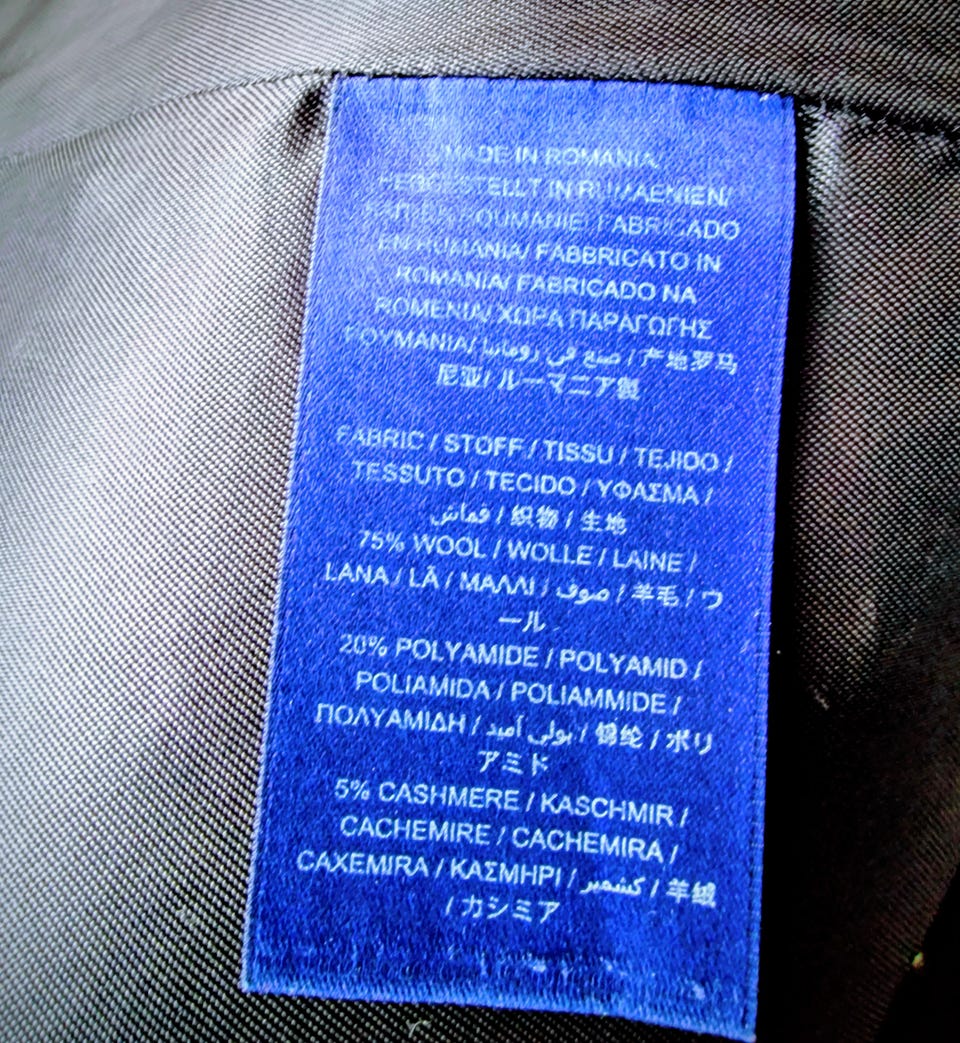 MADE IN ROMANIA/
HERGESTELLT IN RUMAENIEN/
FAIT EN ROUMANIE/ FABRICADO
EN RUMANIA/ FABBRICATO IN
ROMANIA/ FABRICADO NA
ROMENIA/ ΧΩΡΑ ΠΑΡΑΓΩΓΗΣ
ΡΟΥΜΑΝΙΑ/ صنع في رومانيا / 产地罗马
尼亚/ ルーマニア製
FABRIC / STOFF / TISSU / TEJIDO /
TESSUTO / TECIDO / ΥΦΑΣΜΑ /
قماش / 织物 / 生地
75% WOOL / WOLLE / LAINE /
LANA / LÃ / ΜΑΛΛΙ / صوف / 羊毛 / ウ
ール
20% POLYAMIDE / POLYAMID /
POLIAMIDA / POLIAMMIDE /
ΠΟΛΥΑΜΙΔΗ / بولي أميد / 锦纶 / ポリ
アミド
5% CASHMERE / KASCHMIR /
CACHEMIRE / CACHEMIRA /
CAXEMIRA / ΚΑΣΜΗΡΙ / كشمير / 羊绒
/ カシミア